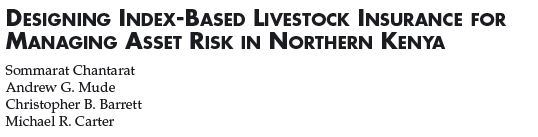 Designing Index-Based Livestock Insurance for
Managing Asset Risk in Northern Kenya
Sommarat Chantarat
Andrew G. Mude
Christopher B. Barrett
Michael R. Carter